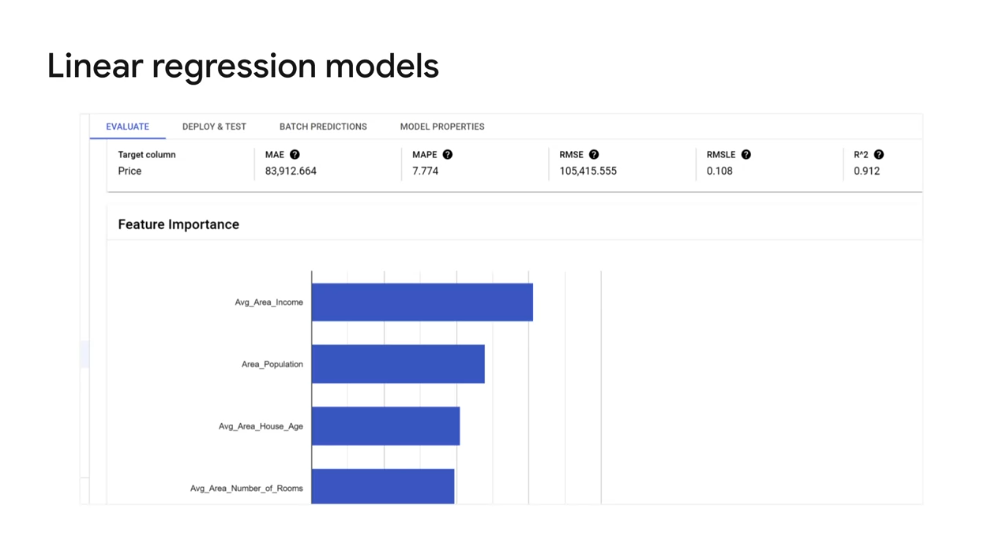 Linear regression models
EVALUATE DEPLOY & TEST BATCH PREDICTIONS MODEL PROPERTIES
Target column MAE ? MAPE ? RMSE ? RMSLE ? R^2 ?
Price 83,912.664 7.774 105,415.555 0.108 0.912
Feature Importance
Avg_Area_Income
Area_Population
Avg_Area_House_Age
Avg_Area_Number_of_Rooms